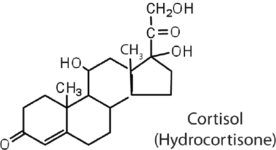 CH₂OH
C=O
CH₃
OH
HO
CH₃
O
Cortisol
(Hydrocortisone)